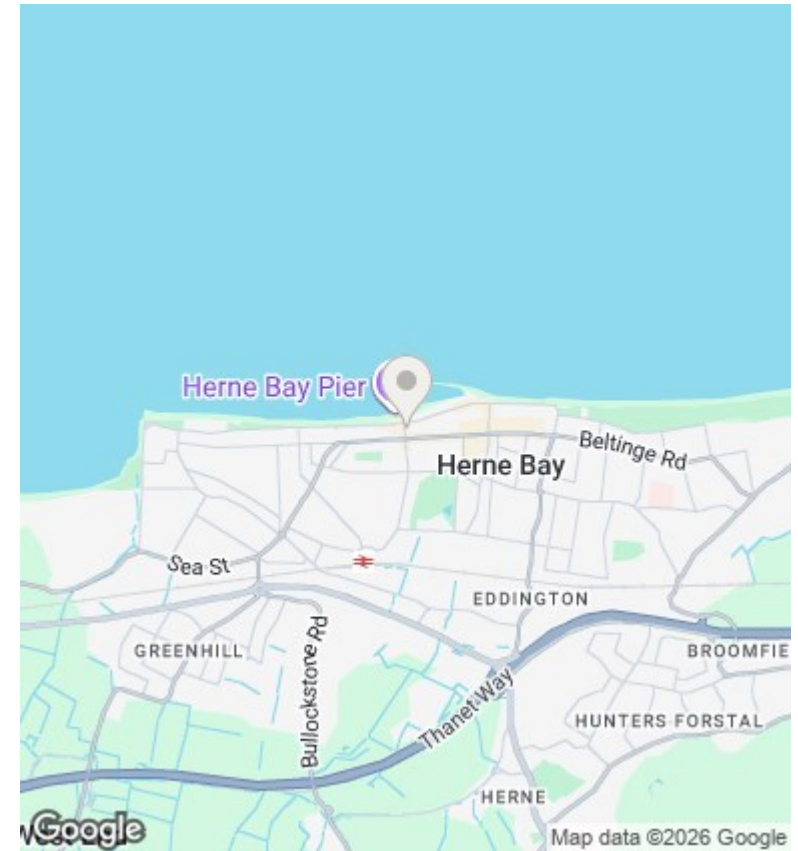 Herne Bay Pier
Beltinge Rd
Herne Bay
Sea St
EDDINGTON
GREENHILL
BROOMFIE
Bullockstone Rd
Thanet Way
HUNTERS FORSTAL
HERNE
Google
Map data ©2026 Google